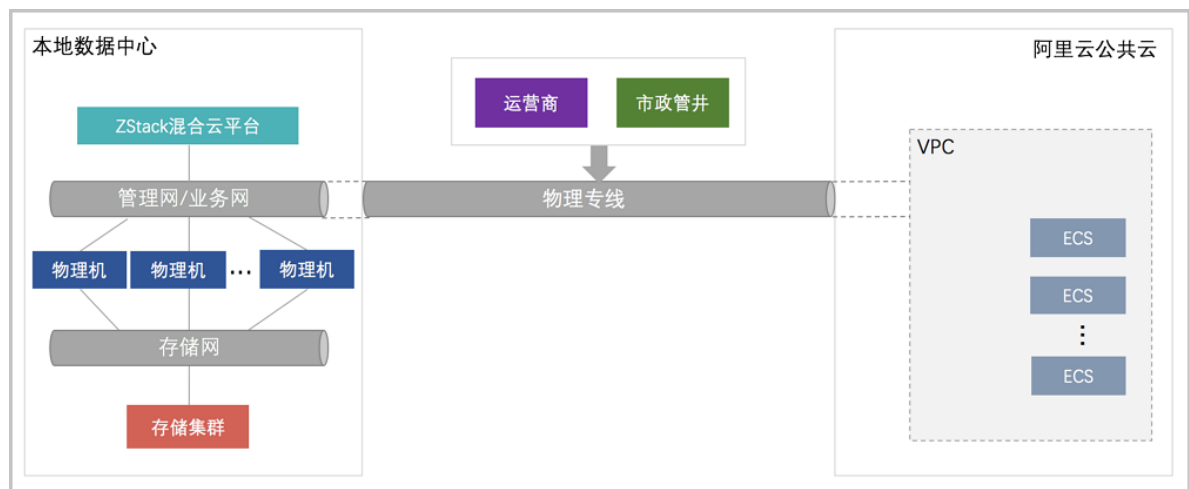 本地数据中心
ZStack混合云平台
管理网/业务网
物理机
物理机
...
物理机
存储网
存储集群
运营商
市政管井
物理专线
阿里云公共云
VPC
ECS
ECS
⋮
ECS